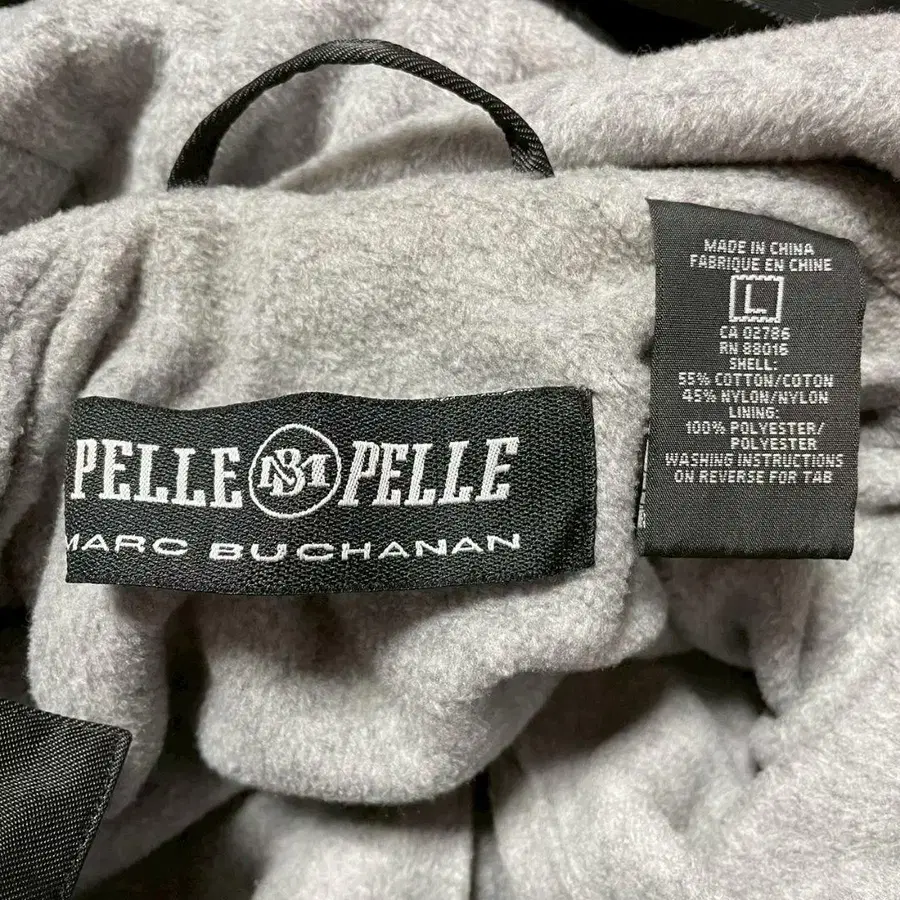 PELLE MB PELLE
MARC BUCHANAN
MADE IN CHINA
FABRIQUE EN CHINE
L
CA 02786
RN 88016
SHELL:
55% COTTON/COTON
45% NYLON/NYLON
LINING:
100% POLYESTER/
POLYESTER
WASHING INSTRUCTIONS
ON REVERSE FOR TAB